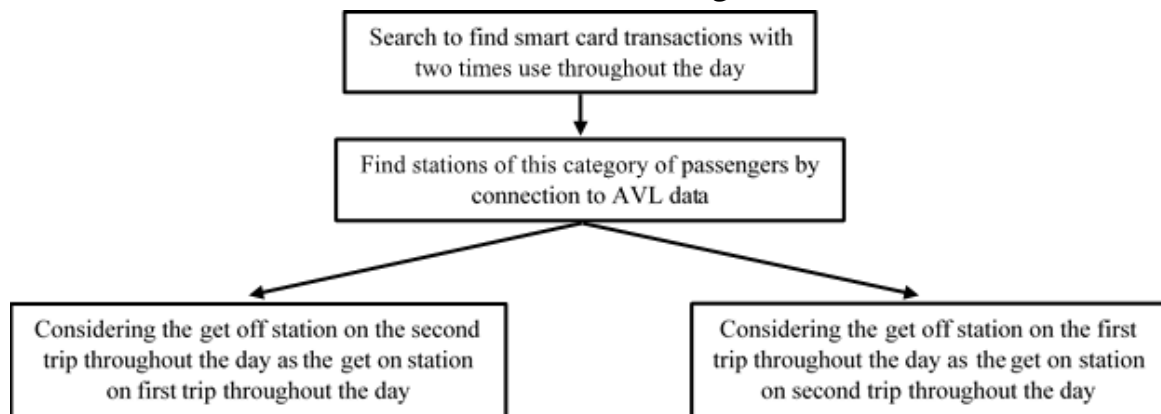 Search to find smart card transactions with
two times use throughout the day
Find stations of this category of passengers by
connection to AVL data
Considering the get off station on the second
trip throughout the day as the get on station
on first trip throughout the day
Considering the get off station on the first
trip throughout the day as the get on station
on second trip throughout the day